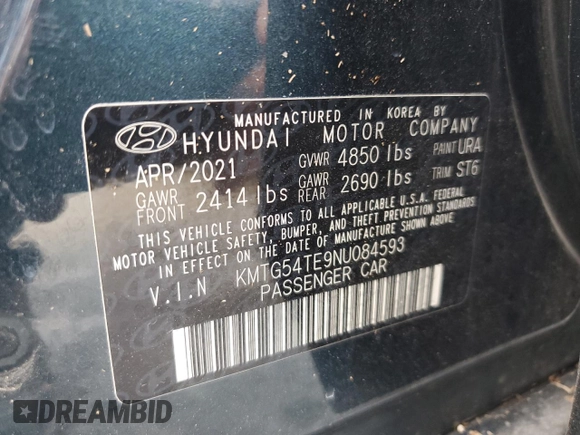 MANUFACTURED IN KOREA BY
HYUNDAI MOTOR COMPANY
APR/2021 GVWR 4850 lbs PAINT URA
GAWR FRONT 2414 lbs GAWR REAR 2690 lbs TRIM ST6
THIS VEHICLE CONFORMS TO ALL APPLICABLE U.S.A. FEDERAL
MOTOR VEHICLE SAFETY, BUMPER, AND THEFT PREVENTION STANDARDS
IN EFFECT ON THE DATE OF MANUFACTURE SHOWN ABOVE
V.I.N KMTG54TE9NU084593
PASSENGER CAR
DREAMBID